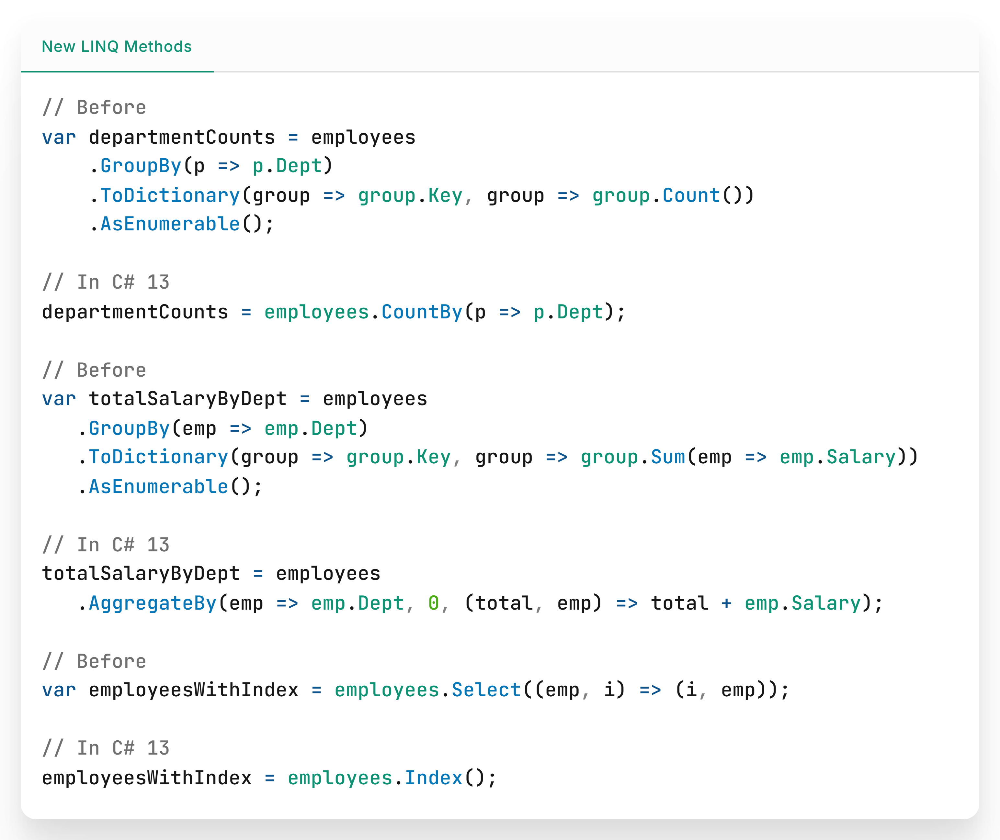 New LINQ Methods
// Before
var departmentCounts = employees
    .GroupBy(p => p.Dept)
    .ToDictionary(group => group.Key, group => group.Count())
    .AsEnumerable();
// In C# 13
departmentCounts = employees.CountBy(p => p.Dept);
// Before
var totalSalaryByDept = employees
   .GroupBy(emp => emp.Dept)
   .ToDictionary(group => group.Key, group => group.Sum(emp => emp.Salary))
   .AsEnumerable();
// In C# 13
totalSalaryByDept = employees
   .AggregateBy(emp => emp.Dept, 0, (total, emp) => total + emp.Salary);
// Before
var employeesWithIndex = employees.Select((emp, i) => (i, emp));
// In C# 13
employeesWithIndex = employees.Index();